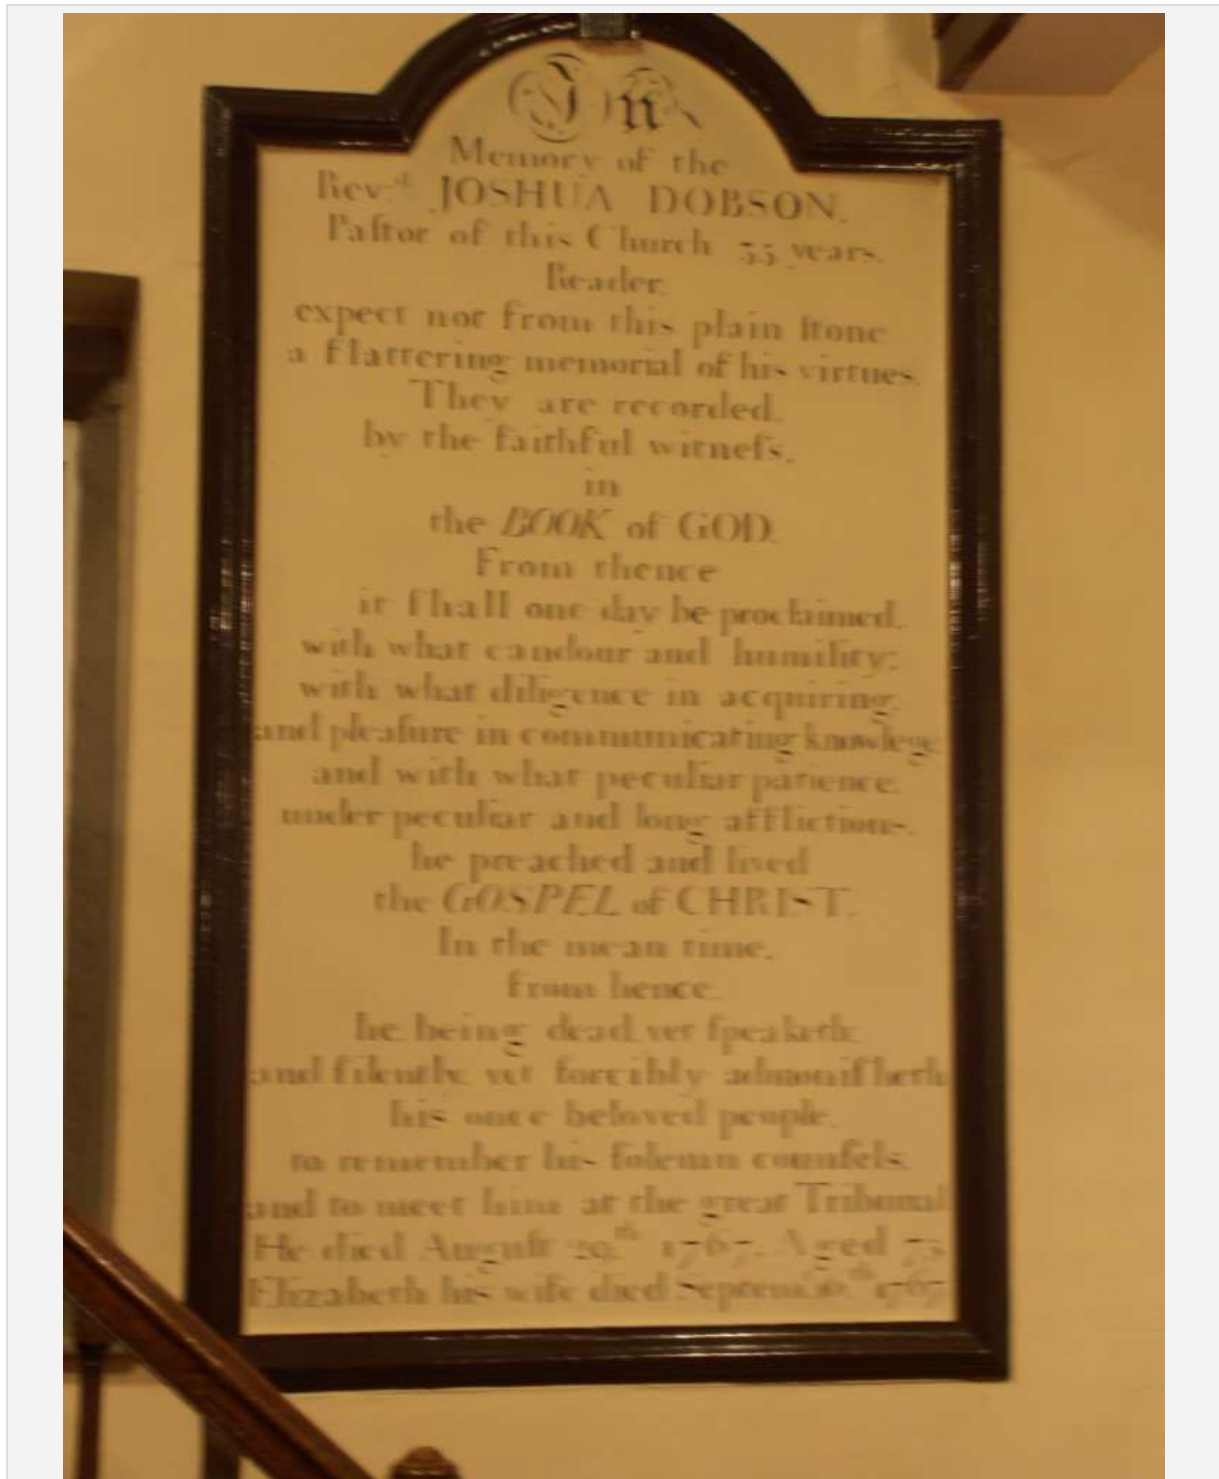 In
Memory of the
Rev.d JOSHUA DOBSON.
Paſtor of this Church 55 years.
Reader,
expect not from this plain ſtone
a flattering memorial of his virtues.
They are recorded,
by the faithful witneſs,
in
the BOOK of GOD.
From thence
it ſhall one day be proclaimed,
with what candour and humility;
with what diligence in acquiring,
and pleaſure in communicating knowlege
and with what peculiar patience,
under peculiar and long afflictions,
he preached and lived
the GOSPEL of CHRIST.
In the mean time,
from hence,
he being dead yet ſpeaketh;
and ſilently yet forcibly admoniſheth
his once beloved people,
to remember his ſolemn counſels,
and to meet him at the great Tribunal
He died Auguſt 29.th 1767. Aged
Elizabeth his wife died 1767